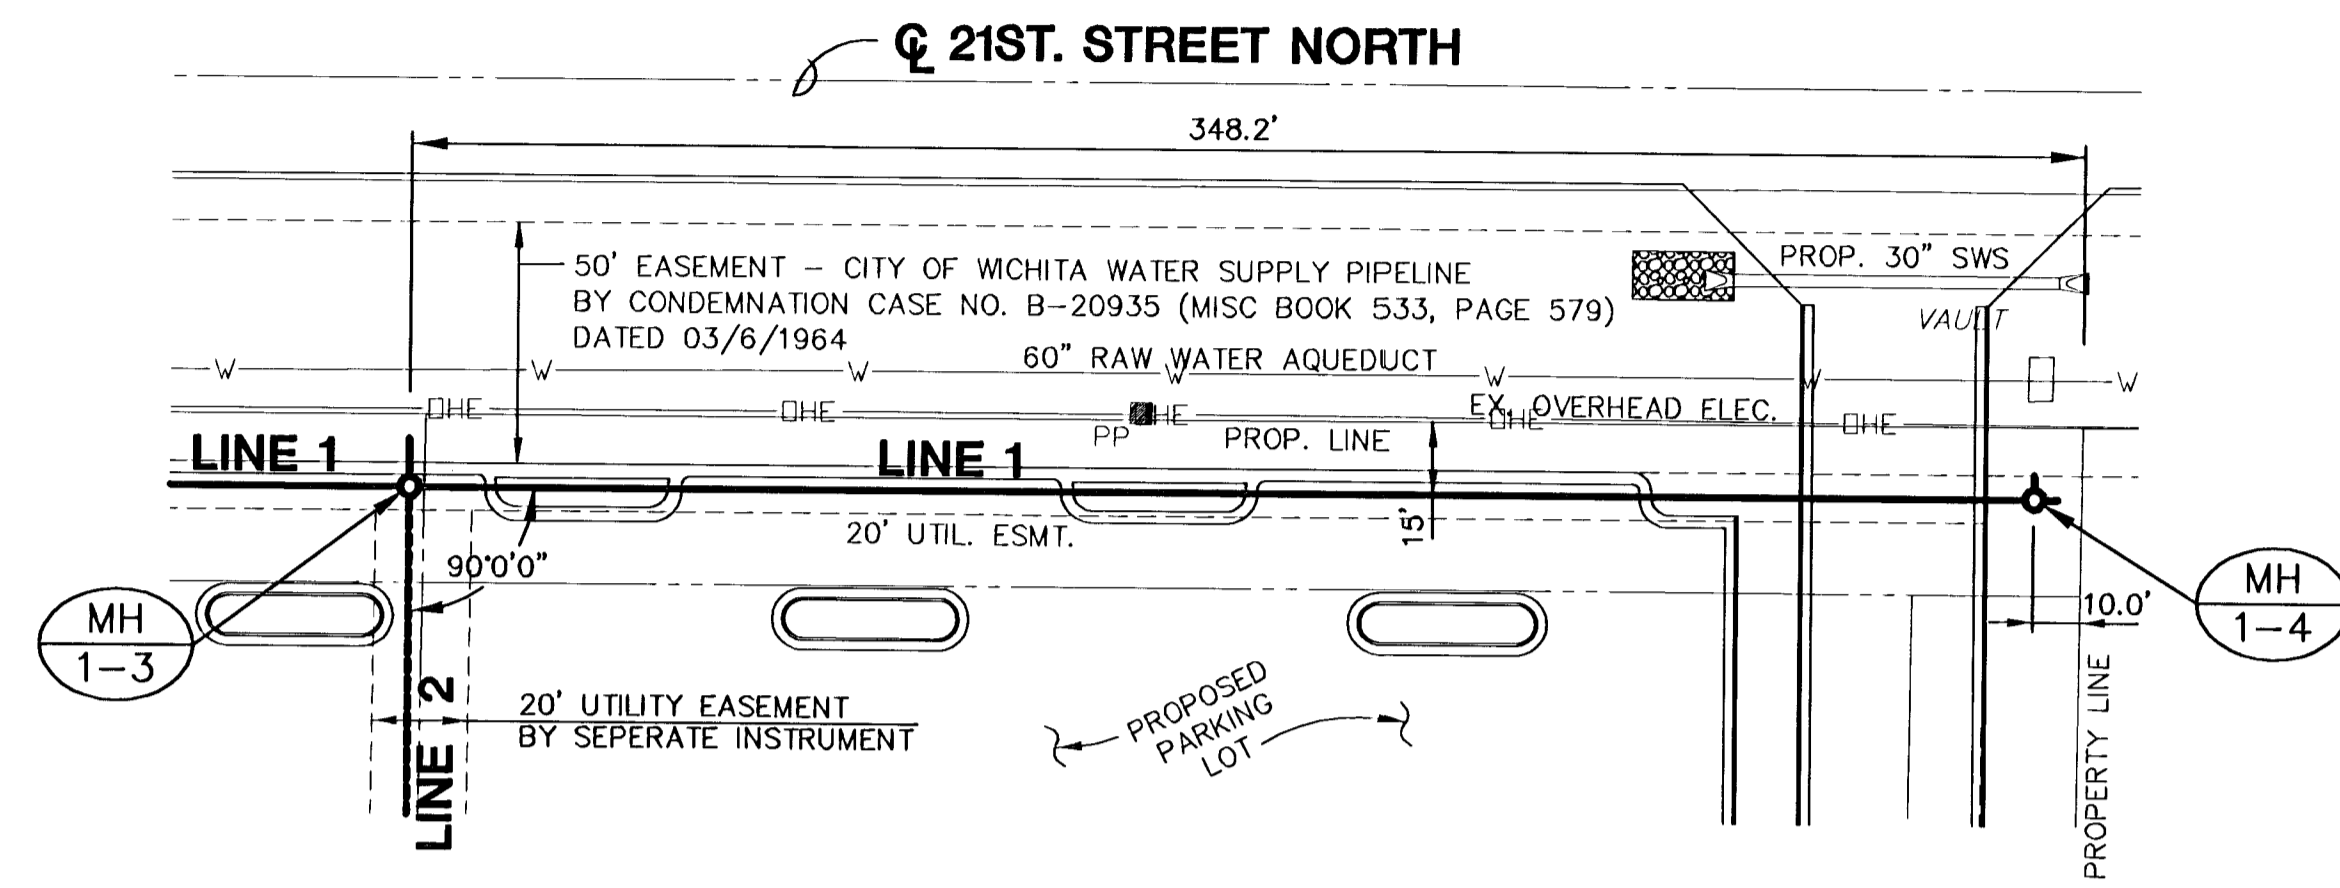 ℄ 21ST. STREET NORTH
348.2'
50' EASEMENT – CITY OF WICHITA WATER SUPPLY PIPELINE
BY CONDEMNATION CASE NO. B–20935 (MISC BOOK 533, PAGE 579)
DATED 03/6/1964
PROP. 30" SWS
VAULT
60" RAW WATER AQUEDUCT
W W W W W W W
EX. OVERHEAD ELEC.
OHE OHE OHE OHE OHE
PP
PROP. LINE
LINE 1
LINE 1
20' UTIL. ESMT.
15'
90°0'0"
MH
1–3
MH
1–4
10.0'
LINE 2
20' UTILITY EASEMENT
BY SEPERATE INSTRUMENT
PROPOSED
PARKING
LOT
PROPERTY LINE